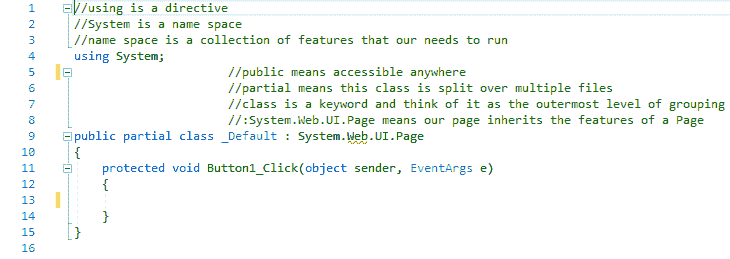 1 //using is a directive
2 //System is a name space
3 //name space is a collection of features that our needs to run
4 using System;
5 //public means accessible anywhere
6 //partial means this class is split over multiple files
7 //class is a keyword and think of it as the outermost level of grouping
8 //:System.Web.UI.Page means our page inherits the features of a Page
9 public partial class _Default : System.Web.UI.Page
10 {
11 protected void Button1_Click(object sender, EventArgs e)
12 {
13
14 }
15 }
16